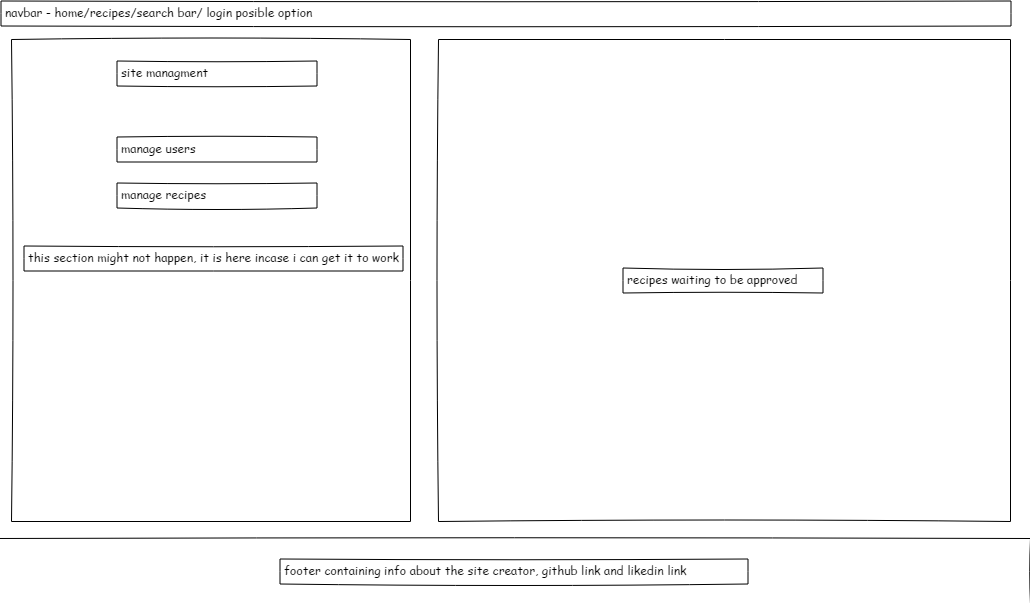 navbar - home/recipes/search bar/ login posible option
site managment
manage users
manage recipes
this section might not happen, it is here incase i can get it to work
recipes waiting to be approved
footer containing info about the site creator, github link and likedin link